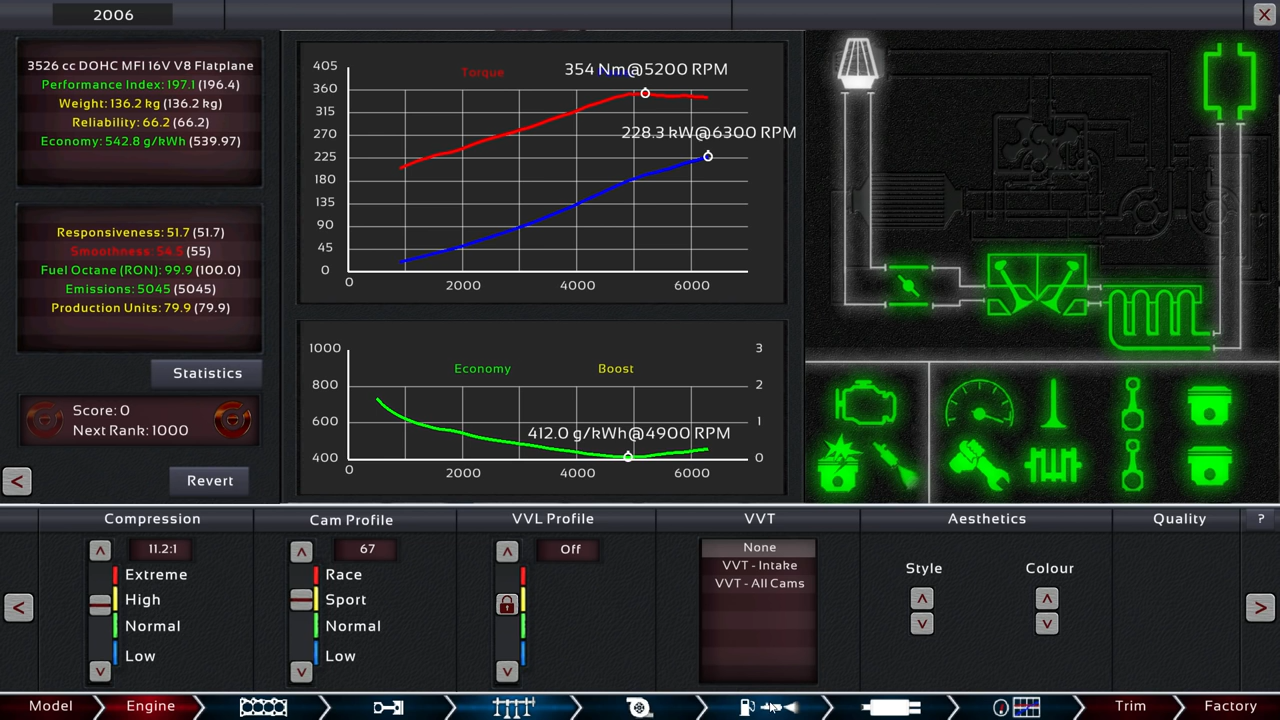 2006
X
3526 cc DOHC MFI 16V V8 Flatplane
Performance Index: 197.1 (196.4)
Weight: 136.2 kg (136.2 kg)
Reliability: 66.2 (66.2)
Economy: 542.8 g/kWh (539.97)
Responsiveness: 51.7 (51.7)
Smoothness: 54.5 (55)
Fuel Octane (RON): 99.9 (100.0)
Emissions: 5045 (5045)
Production Units: 79.9 (79.9)
Statistics
Score: 0
Next Rank: 1000
<
Revert
405
360
315
270
225
180
135
90
45
0
Torque
354 Nm@5200 RPM
228.3 kW@6300 RPM
0
2000
4000
6000
1000
800
600
400
Economy
Boost
3
2
1
0
412.0 g/kWh@4900 RPM
0
2000
4000
6000
Compression
Cam Profile
VVL Profile
VVT
Aesthetics
Quality
?
11.2:1
Extreme
High
Normal
Low
67
Race
Sport
Normal
Low
Off
None
VVT - Intake
VVT - All Cams
Style
Colour
<
>
Model
Engine
Trim
Factory